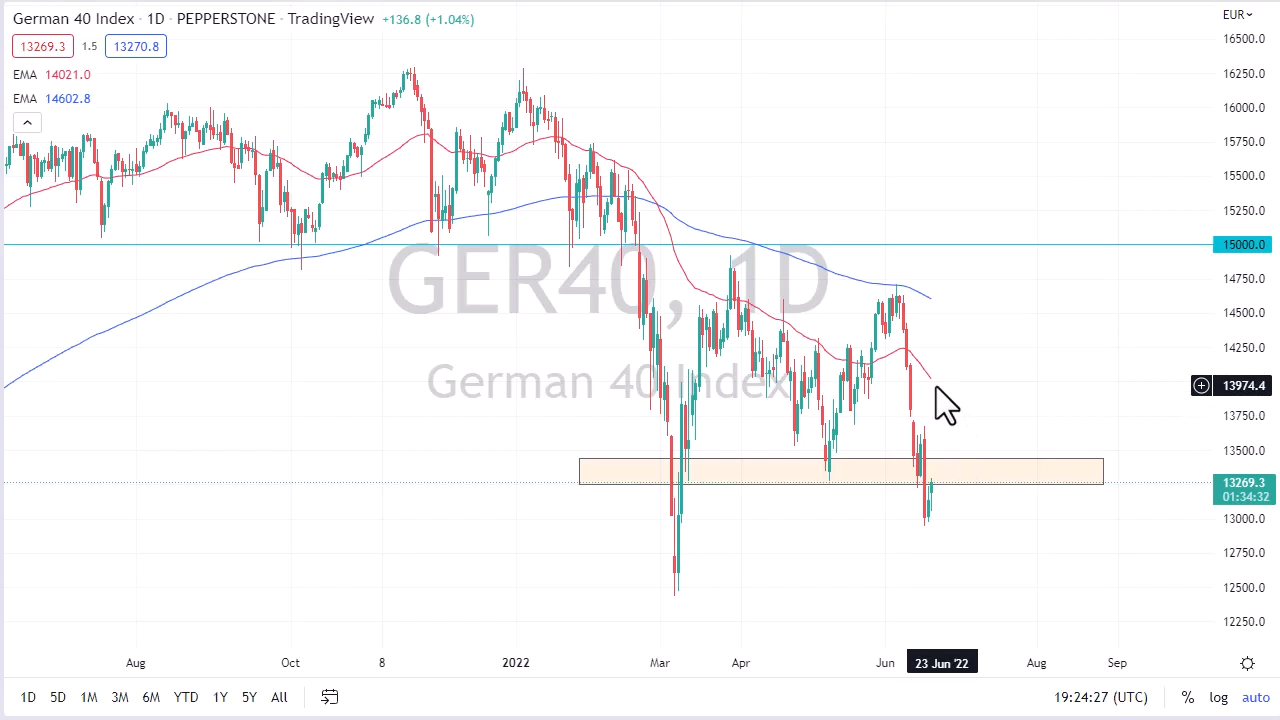 German 40 Index · 1D · PEPPERSTONE · TradingView +136.8 (+1.04%)
13269.3 1.5 13270.8
EMA 14021.0
EMA 14602.8
EUR
16500.0
16250.0
16000.0
15750.0
15500.0
15250.0
15000.0
14750.0
14500.0
14250.0
13974.4
13750.0
13500.0
13269.3
01:34:32
13000.0
12750.0
12500.0
12250.0
GER40, 1D
German 40 Index
Aug Oct 8 2022 Mar Apr Jun 23 Jun '22 Aug Sep
1D 5D 1M 3M 6M YTD 1Y 5Y All 19:24:27 (UTC) % log auto